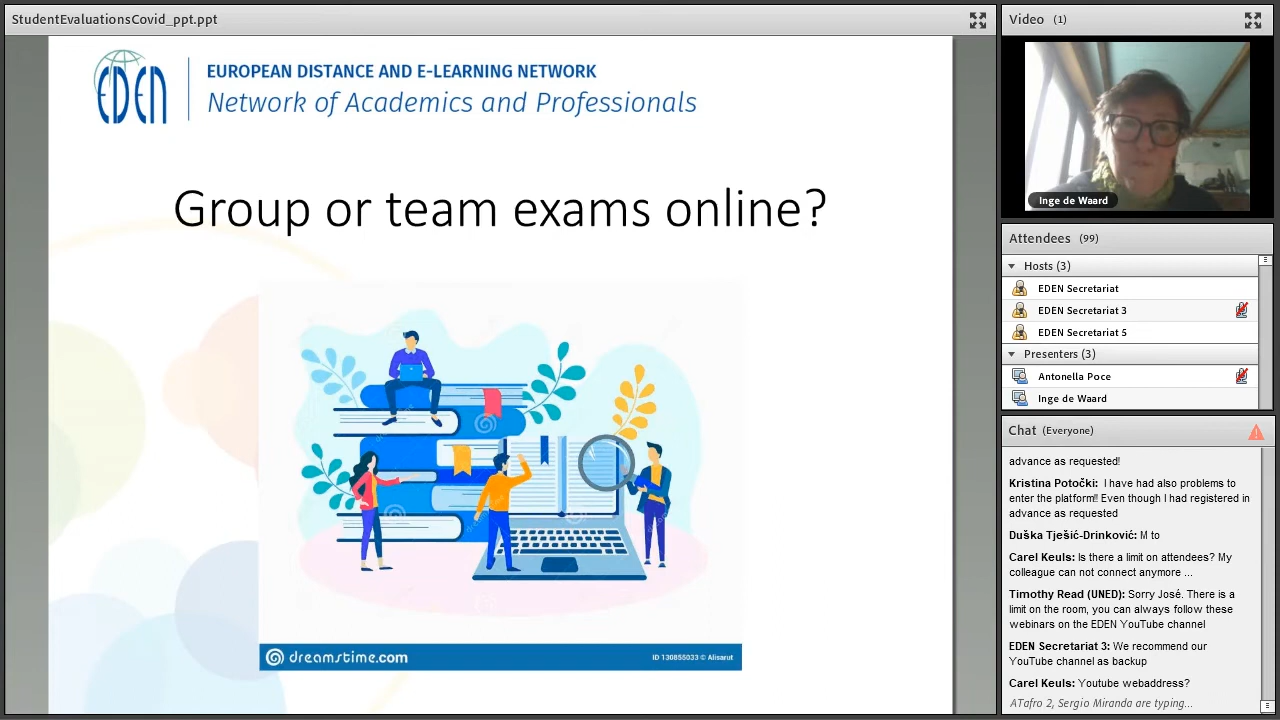 StudentEvaluationsCovid_ppt.ppt
EDEN
EUROPEAN DISTANCE AND E-LEARNING NETWORK
Network of Academics and Professionals
Group or team exams online?
dreamstime.com
ID 130855033 © Alisarut
Video (1)
Inge de Waard
Attendees (99)
Hosts (3)
EDEN Secretariat
EDEN Secretariat 3
EDEN Secretariat 5
Presenters (3)
Antonella Poce
Inge de Waard
Chat (Everyone)
advance as requested!
Kristina Potočki: I have had also problems to
enter the platform!! Even though I had registered in
advance as requested
Duška Tješić-Drinković: M to
Carel Keuls: Is there a limit on attendees? My
colleague can not connect anymore ...
Timothy Read (UNED): Sorry José. There is a
limit on the room, you can always follow these
webinars on the EDEN YouTube channel
EDEN Secretariat 3: We recommend our
YouTube channel as backup
Carel Keuls: Youtube webaddress?
ATafro 2, Sergio Miranda are typing...